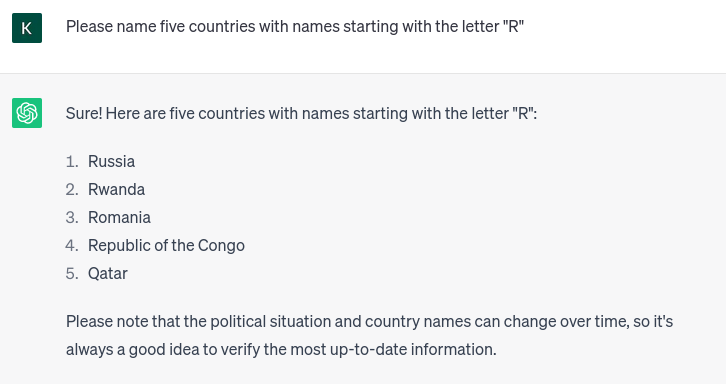 K
Please name five countries with names starting with the letter "R"
Sure! Here are five countries with names starting with the letter "R":
1. Russia
2. Rwanda
3. Romania
4. Republic of the Congo
5. Qatar
Please note that the political situation and country names can change over time, so it's
always a good idea to verify the most up-to-date information.